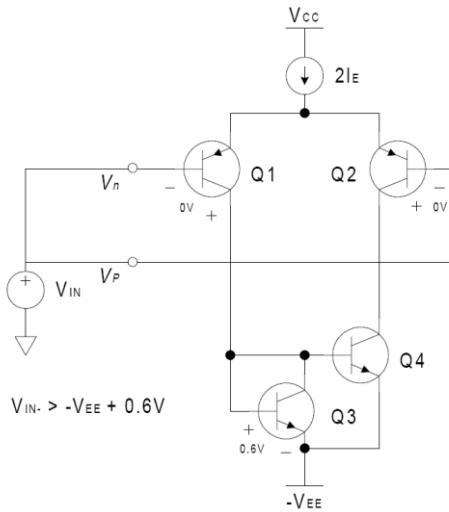 VCC
2IE
Q1
Q2
Vn
−
0V
+
−
+
0V
VP
+
VIN
Q4
VIN- > -VEE + 0.6V
Q3
+
0.6V
−
-VEE